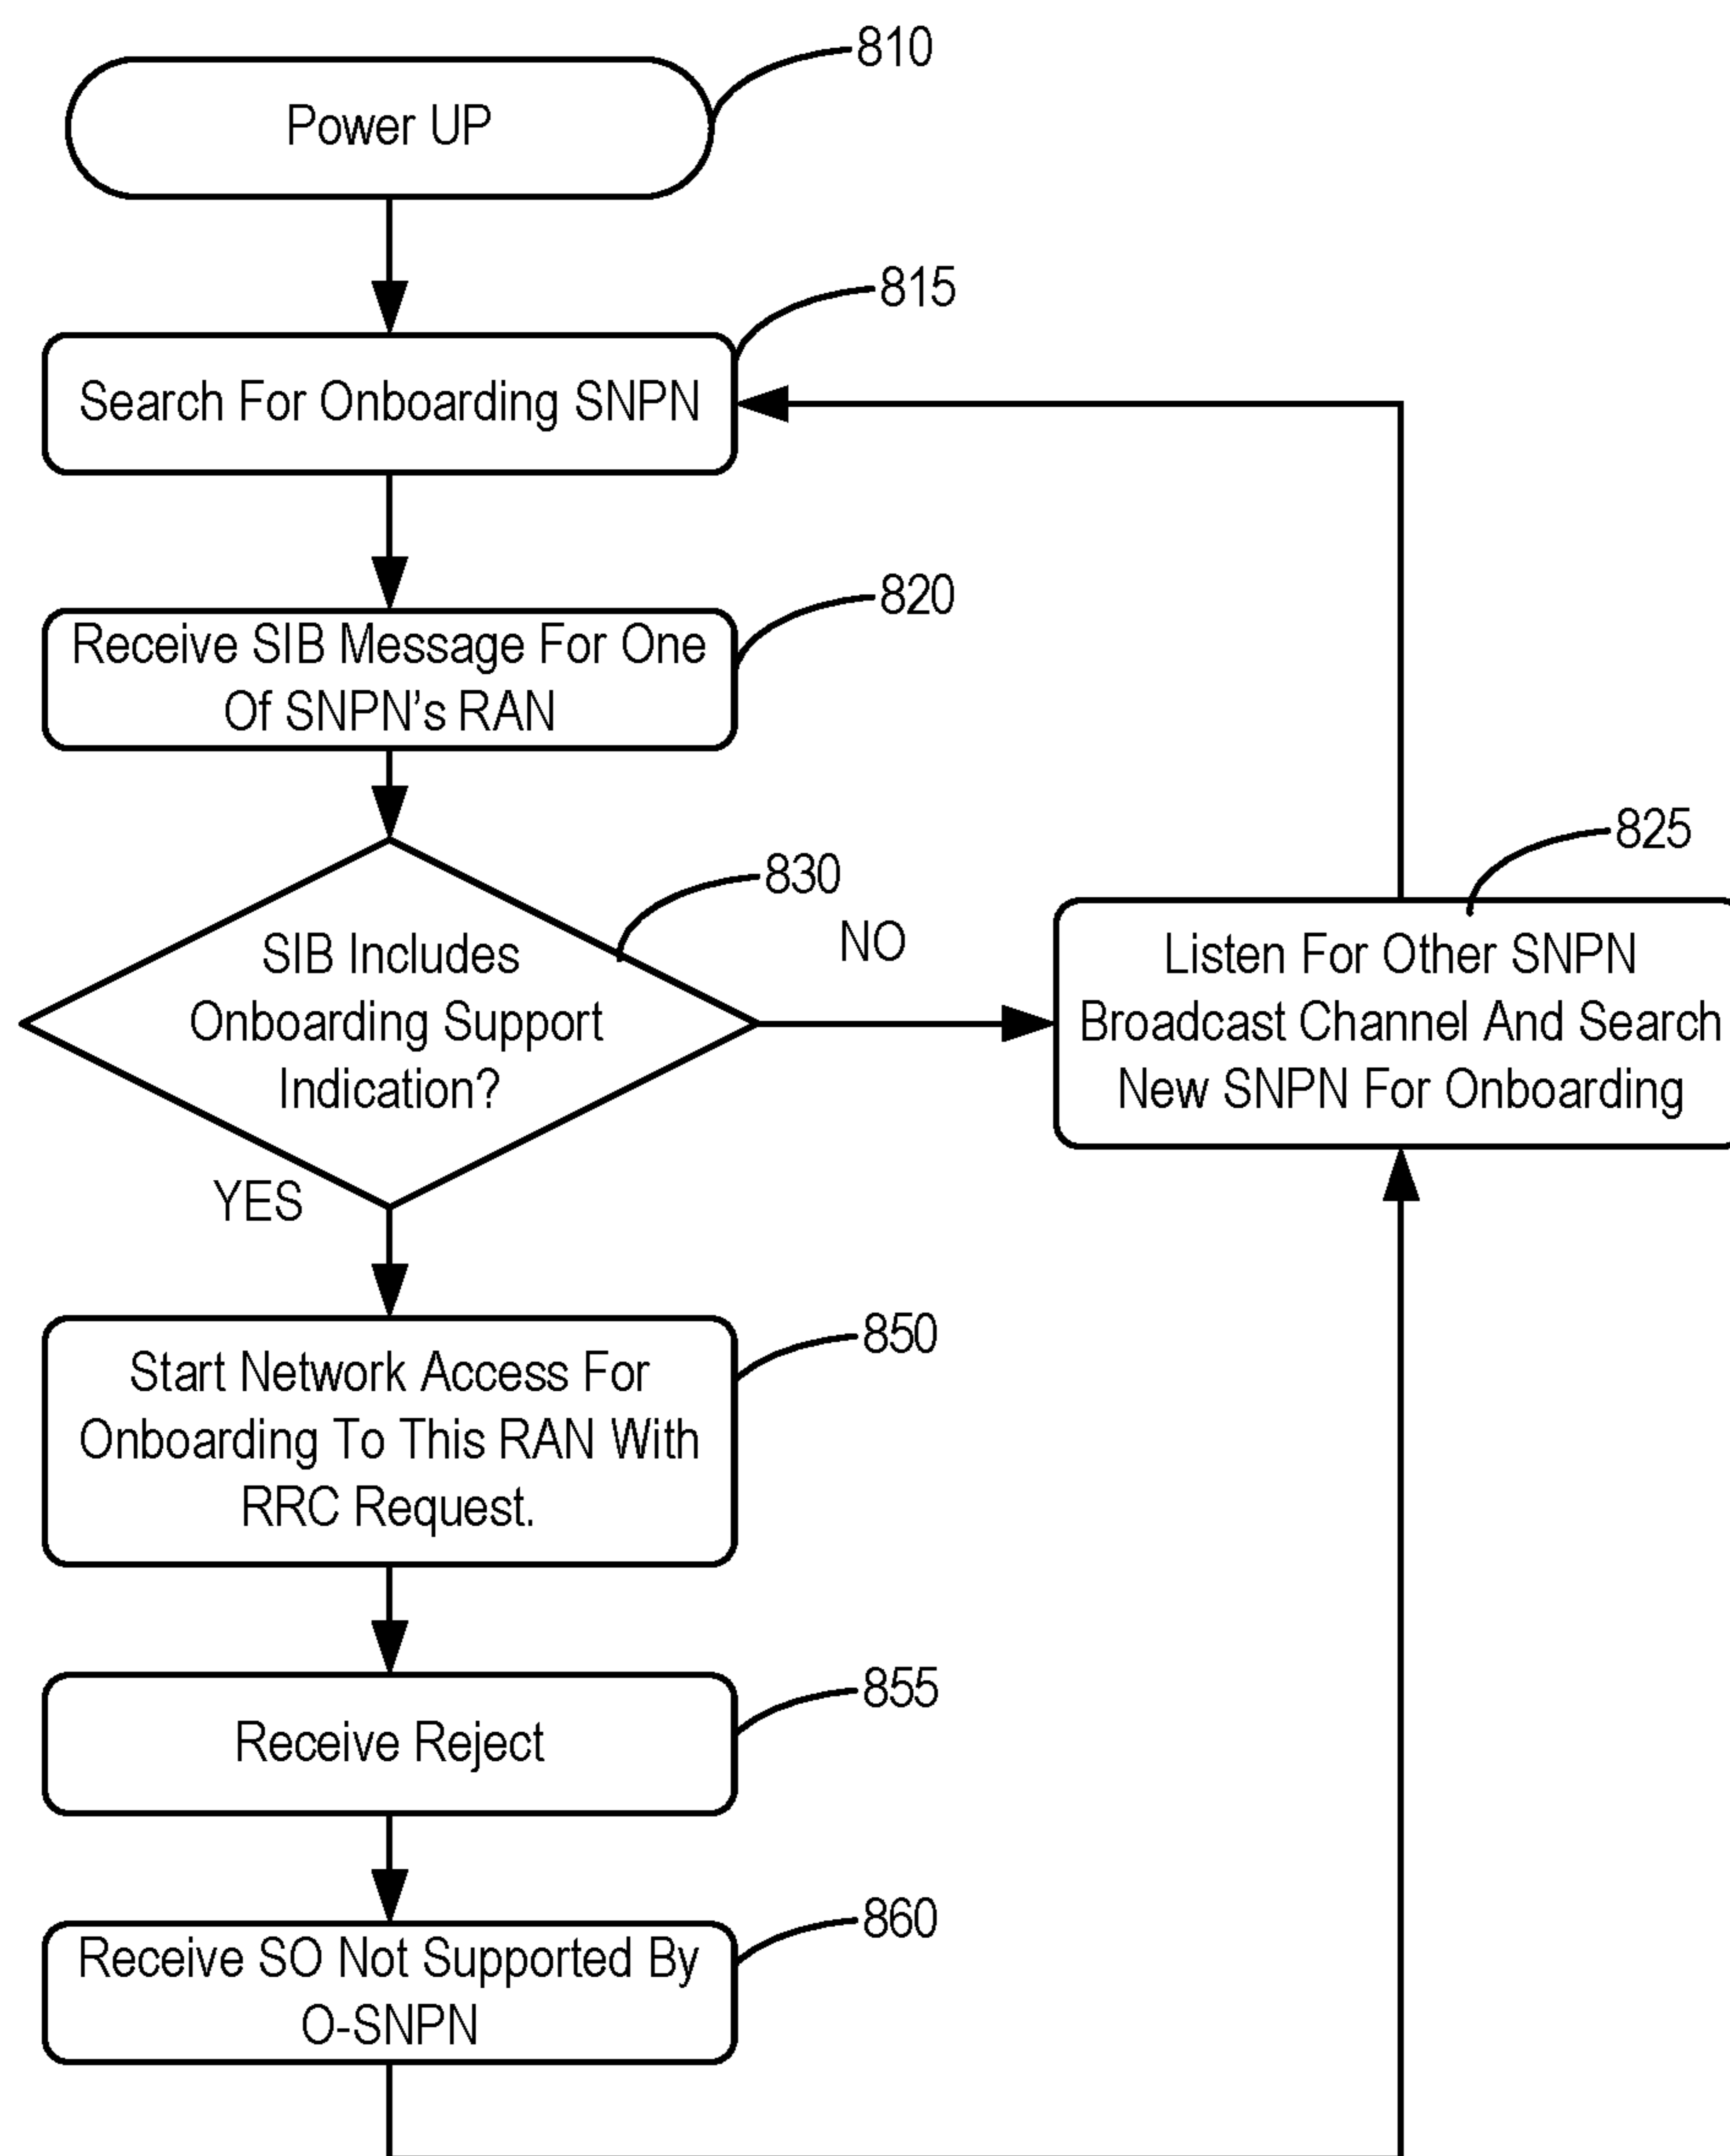 810
Power UP
815
Search For Onboarding SNPN
820
Receive SIB Message For One
Of SNPN's RAN
825
830
NO
SIB Includes
Onboarding Support
Indication?
Listen For Other SNPN
Broadcast Channel And Search
New SNPN For Onboarding
YES
850
Start Network Access For
Onboarding To This RAN With
RRC Request.
855
Receive Reject
860
Receive SO Not Supported By
O-SNPN